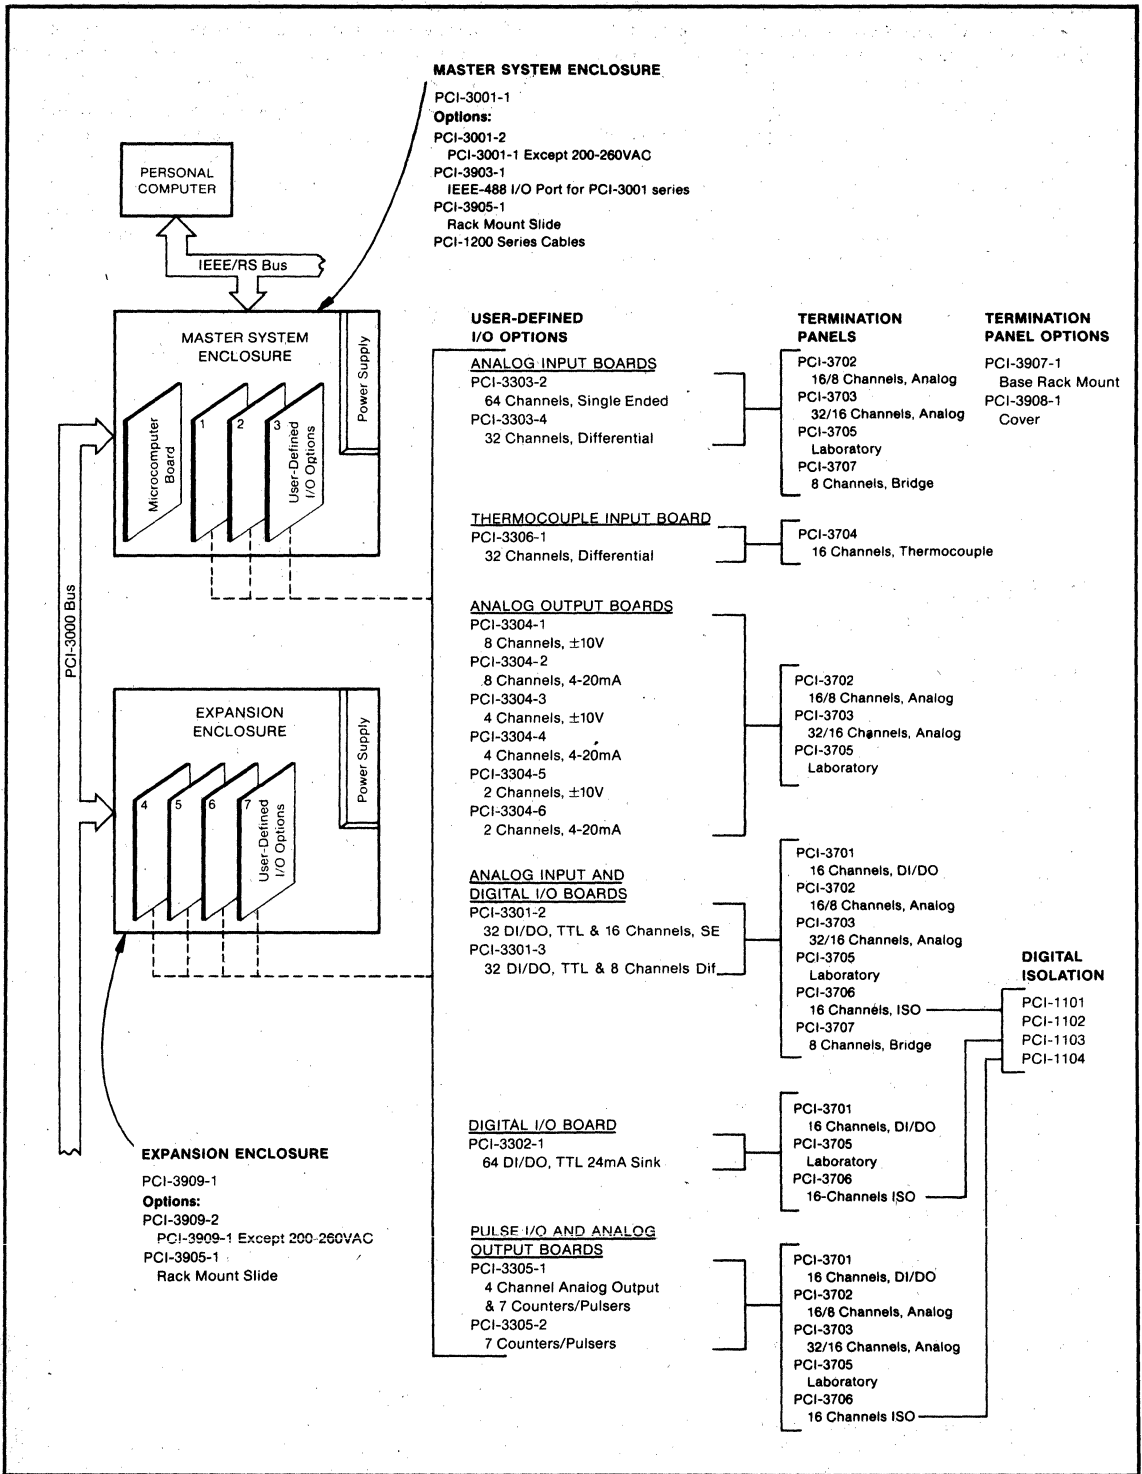 MASTER SYSTEM ENCLOSURE
PCI-3001-1
Options:
PCI-3001-2
PCI-3001-1 Except 200-260VAC
PCI-3903-1
IEEE-488 I/O Port for PCI-3001 series
PCI-3905-1
Rack Mount Slide
PCI-1200 Series Cables
PERSONAL
COMPUTER
IEEE/RS Bus
MASTER SYSTEM
ENCLOSURE
Power Supply
Microcomputer
Board
1
2
3
User-Defined
I/O Options
PCI-3000 Bus
EXPANSION
ENCLOSURE
Power Supply
4
5
6
7
User-Defined
I/O Options
EXPANSION ENCLOSURE
PCI-3909-1
Options:
PCI-3909-2
PCI-3909-1 Except 200-260VAC
PCI-3905-1
Rack Mount Slide
USER-DEFINED
I/O OPTIONS
ANALOG INPUT BOARDS
PCI-3303-2
64 Channels, Single Ended
PCI-3303-4
32 Channels, Differential
THERMOCOUPLE INPUT BOARD
PCI-3306-1
32 Channels, Differential
ANALOG OUTPUT BOARDS
PCI-3304-1
8 Channels, ±10V
PCI-3304-2
8 Channels, 4-20mA
PCI-3304-3
4 Channels, ±10V
PCI-3304-4
4 Channels, 4-20mA
PCI-3304-5
2 Channels, ±10V
PCI-3304-6
2 Channels, 4-20mA
ANALOG INPUT AND
DIGITAL I/O BOARDS
PCI-3301-2
32 DI/DO, TTL & 16 Channels, SE
PCI-3301-3
32 DI/DO, TTL & 8 Channels Dif
DIGITAL I/O BOARD
PCI-3302-1
64 DI/DO, TTL 24mA Sink
PULSE I/O AND ANALOG
OUTPUT BOARDS
PCI-3305-1
4 Channel Analog Output
& 7 Counters/Pulsers
PCI-3305-2
7 Counters/Pulsers
TERMINATION
PANELS
PCI-3702
16/8 Channels, Analog
PCI-3703
32/16 Channels, Analog
PCI-3705
Laboratory
PCI-3707
8 Channels, Bridge
PCI-3704
16 Channels, Thermocouple
PCI-3702
16/8 Channels, Analog
PCI-3703
32/16 Channels, Analog
PCI-3705
Laboratory
PCI-3701
16 Channels, DI/DO
PCI-3702
16/8 Channels, Analog
PCI-3703
32/16 Channels, Analog
PCI-3705
Laboratory
PCI-3706
16 Channels, ISO
PCI-3707
8 Channels, Bridge
PCI-3701
16 Channels, DI/DO
PCI-3705
Laboratory
PCI-3706
16-Channels ISO
PCI-3701
16 Channels, DI/DO
PCI-3702
16/8 Channels, Analog
PCI-3703
32/16 Channels, Analog
PCI-3705
Laboratory
PCI-3706
16 Channels ISO
TERMINATION
PANEL OPTIONS
PCI-3907-1
Base Rack Mount
PCI-3908-1
Cover
DIGITAL
ISOLATION
PCI-1101
PCI-1102
PCI-1103
PCI-1104